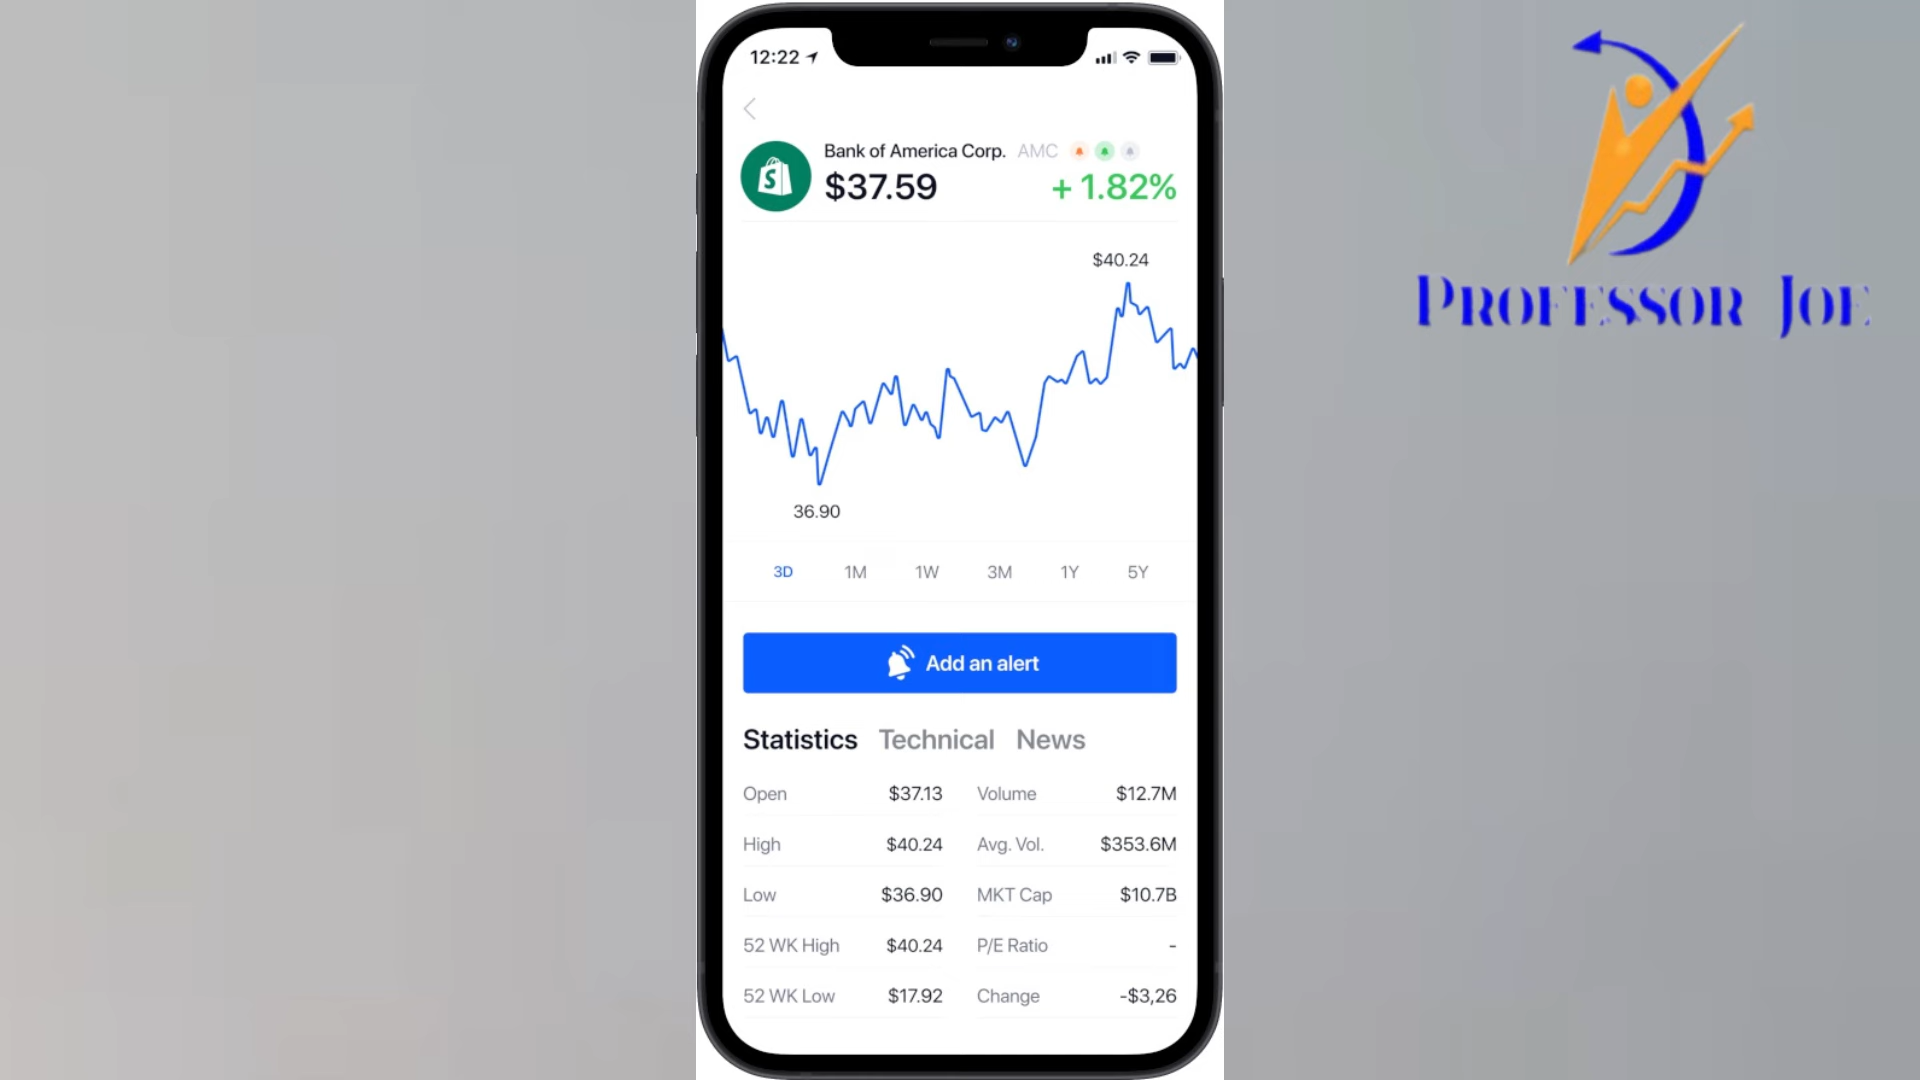 12:22
Bank of America Corp. AMC
$37.59 + 1.82%
$40.24
36.90
3D 1M 1W 3M 1Y 5Y
Add an alert
Statistics Technical News
Open $37.13 Volume $12.7M
High $40.24 Avg. Vol. $353.6M
Low $36.90 MKT Cap $10.7B
52 WK High $40.24 P/E Ratio -
52 WK Low $17.92 Change -$3,26
PROFESSOR JOE